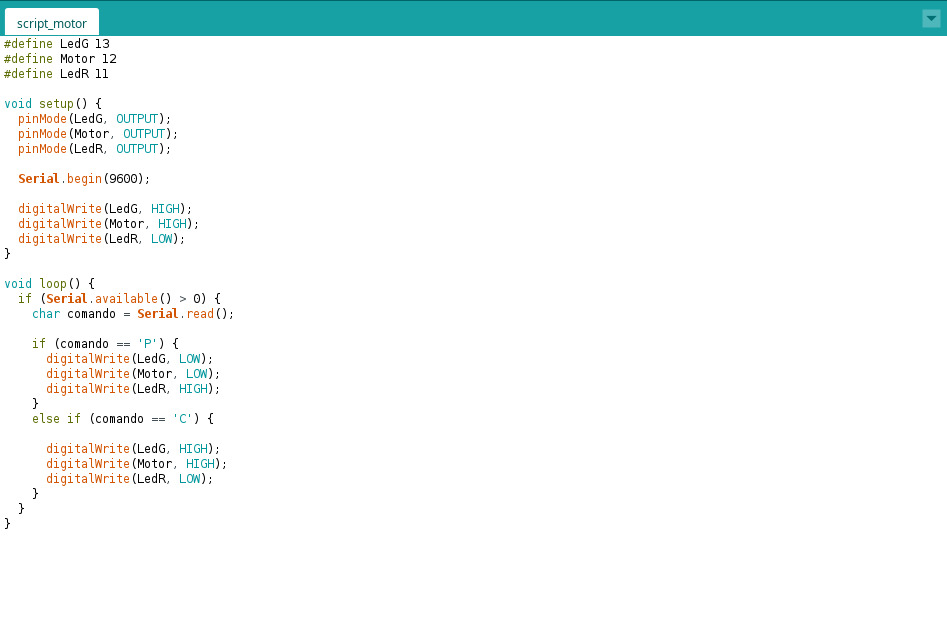 script_motor
#define LedG 13
#define Motor 12
#define LedR 11
void setup() {
  pinMode(LedG, OUTPUT);
  pinMode(Motor, OUTPUT);
  pinMode(LedR, OUTPUT);
  Serial.begin(9600);
  digitalWrite(LedG, HIGH);
  digitalWrite(Motor, HIGH);
  digitalWrite(LedR, LOW);
}
void loop() {
  if (Serial.available() > 0) {
    char comando = Serial.read();
    if (comando == 'P') {
      digitalWrite(LedG, LOW);
      digitalWrite(Motor, LOW);
      digitalWrite(LedR, HIGH);
    }
    else if (comando == 'C') {
      digitalWrite(LedG, HIGH);
      digitalWrite(Motor, HIGH);
      digitalWrite(LedR, LOW);
    }
  }
}